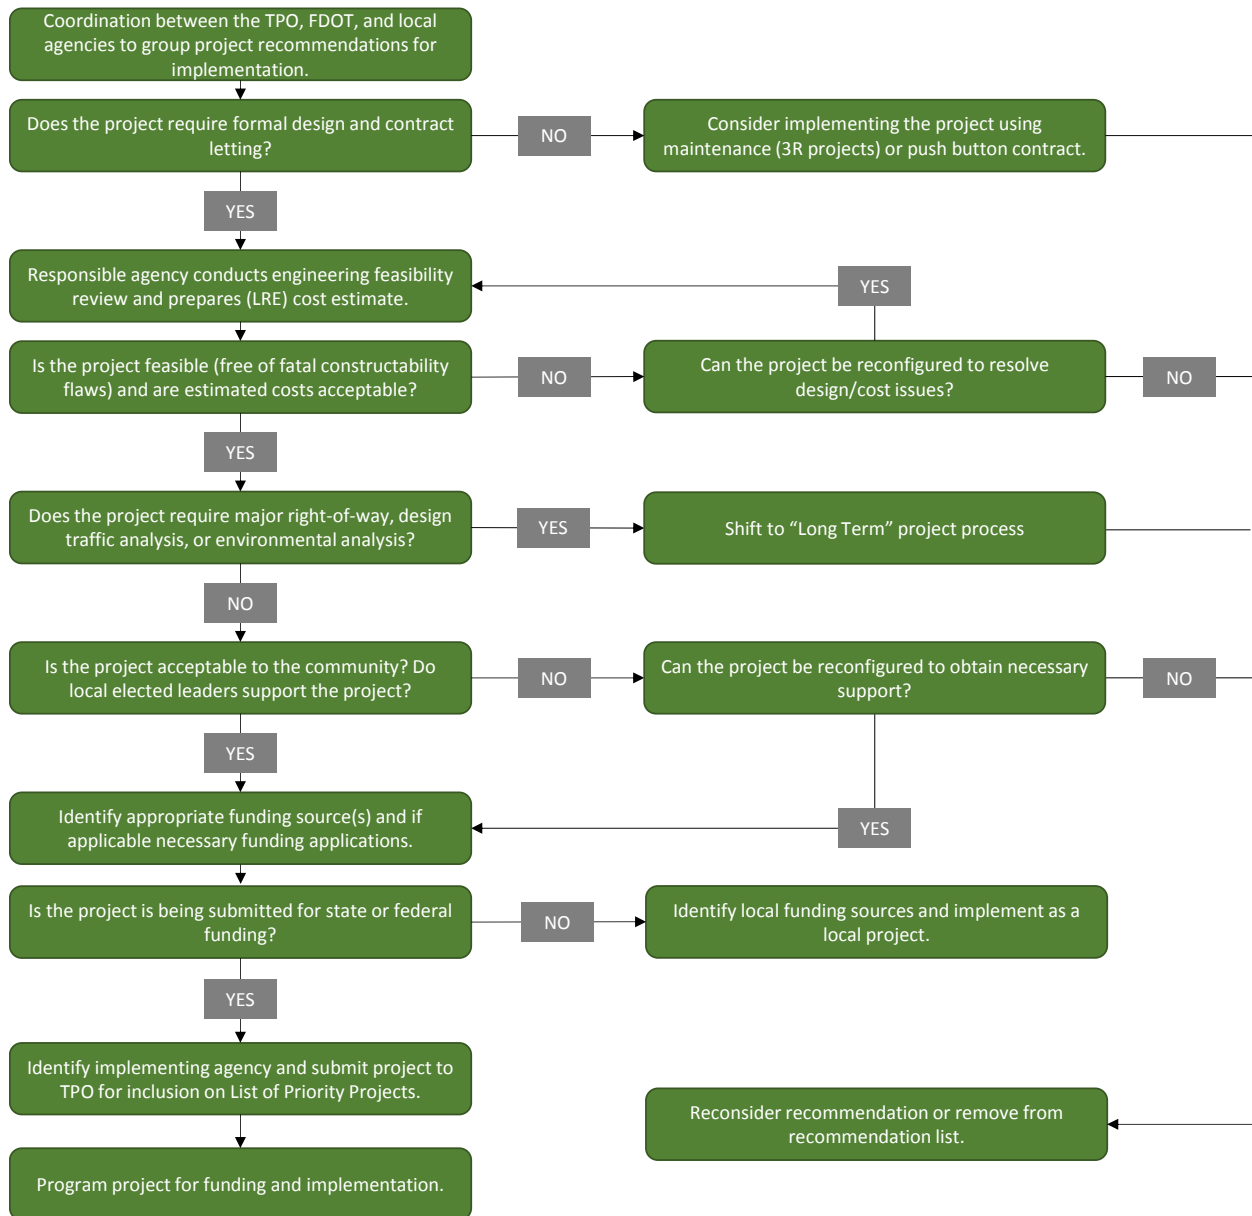 Coordination between the TPO, FDOT, and local
agencies to group project recommendations for
implementation.
Does the project require formal design and contract
letting?
NO
Consider implementing the project using
maintenance (3R projects) or push button contract.
YES
Responsible agency conducts engineering feasibility
review and prepares (LRE) cost estimate.
YES
Is the project feasible (free of fatal constructability
flaws) and are estimated costs acceptable?
NO
Can the project be reconfigured to resolve
design/cost issues?
NO
YES
Does the project require major right-of-way, design
traffic analysis, or environmental analysis?
YES
Shift to “Long Term” project process
NO
Is the project acceptable to the community? Do
local elected leaders support the project?
NO
Can the project be reconfigured to obtain necessary
support?
NO
YES
Identify appropriate funding source(s) and if
applicable necessary funding applications.
YES
Is the project is being submitted for state or federal
funding?
NO
Identify local funding sources and implement as a
local project.
YES
Identify implementing agency and submit project to
TPO for inclusion on List of Priority Projects.
Reconsider recommendation or remove from
recommendation list.
Program project for funding and implementation.